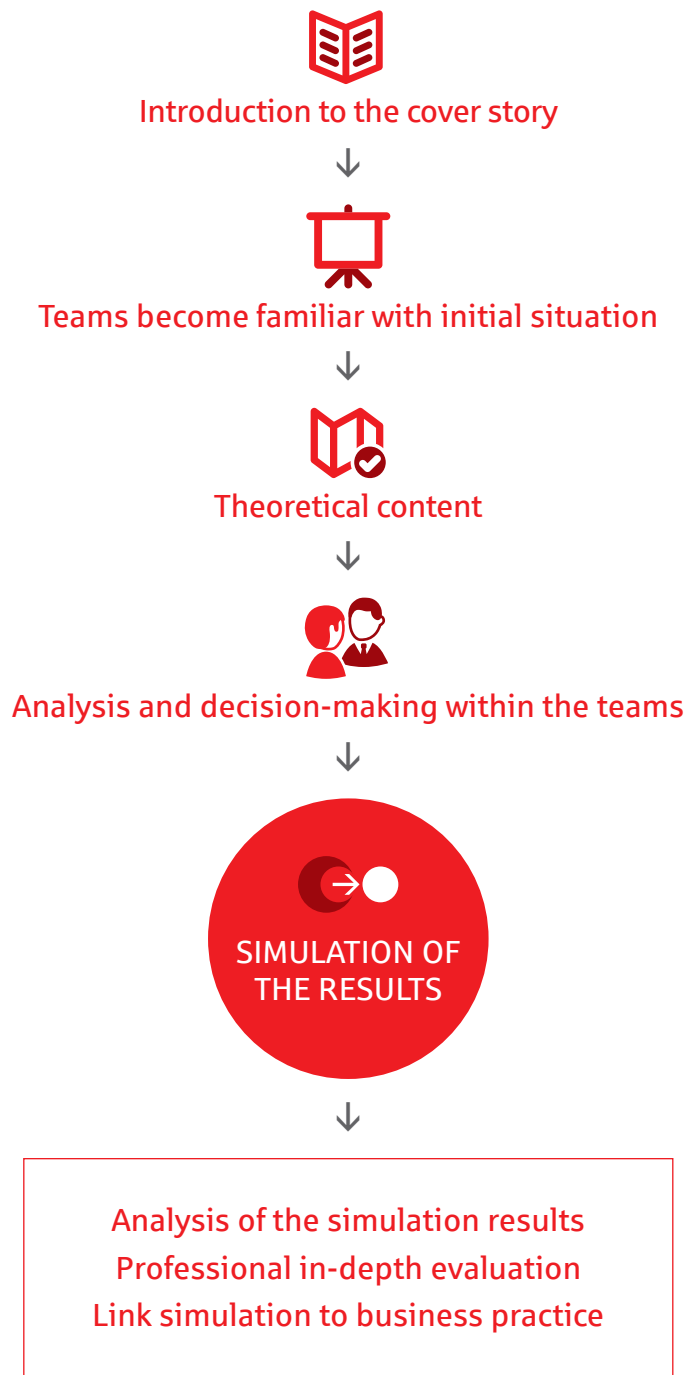 Introduction to the cover story
Teams become familiar with initial situation
Theoretical content
Analysis and decision-making within the teams
SIMULATION OF
THE RESULTS
Analysis of the simulation results
Professional in-depth evaluation
Link simulation to business practice